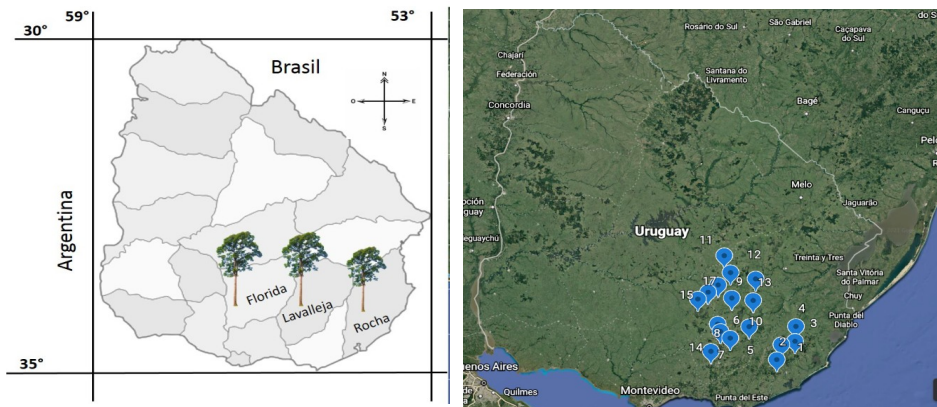 59°
53°
30°
Brasil
N
O
E
S
Argentina
Florida
Lavalleja
Rocha
35°
Rosário do Sul
São Gabriel
Caçapava
do Sul
Chajarí
Federación
Santana do
Livramento
Concordia
Bagé
Canguçu
Melo
Jaguarão
Uruguay
11
12
Treinta y Tres
Santa Vitória
do Palmar
17
9
13
15
Chuy
Punta del
Diablo
6
10
4
3
8
2
1
14
7
5
Buenos Aires
Quilmes
Montevideo
Punta del Este